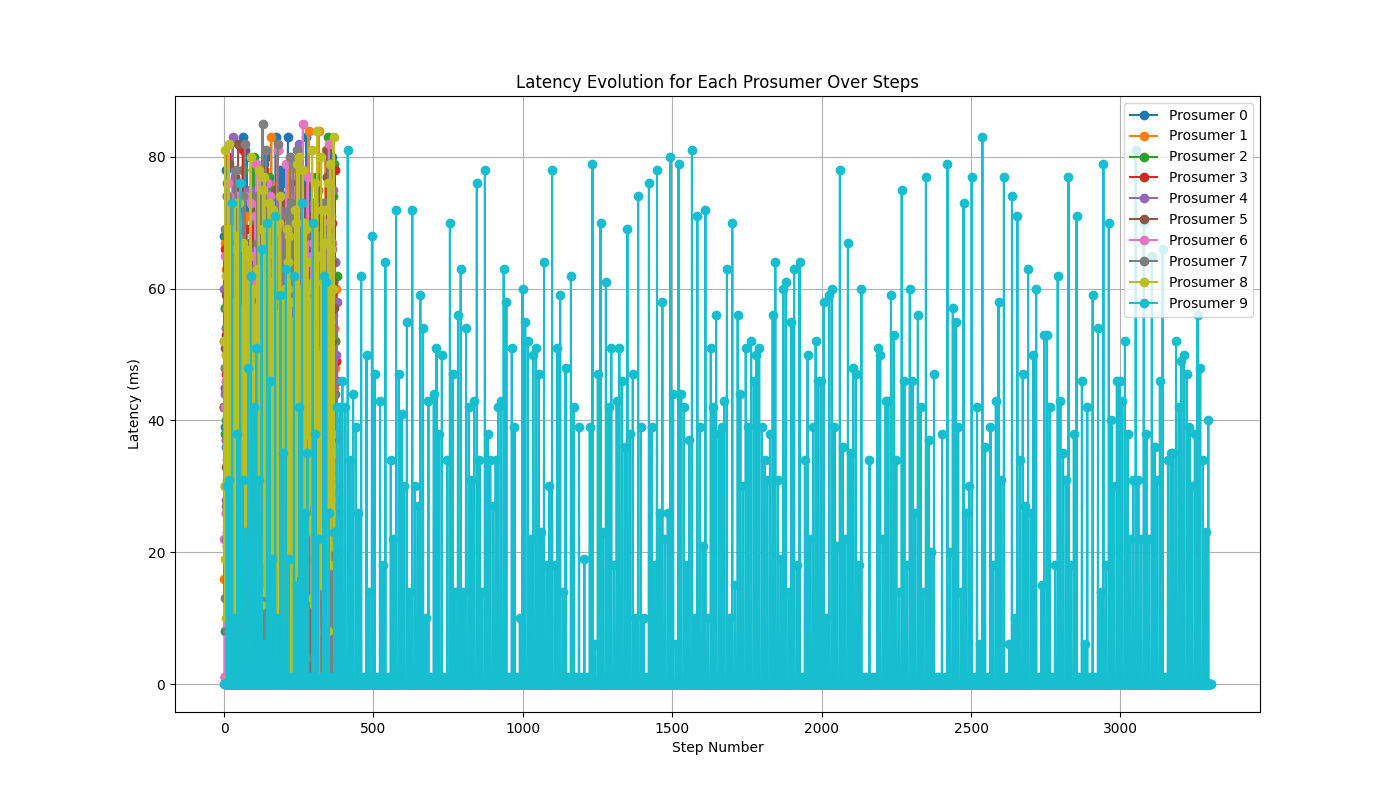 Latency Evolution for Each Prosumer Over Steps
Prosumer 0
Prosumer 1
Prosumer 2
Prosumer 3
Prosumer 4
Prosumer 5
Prosumer 6
Prosumer 7
Prosumer 8
Prosumer 9
Latency (ms)
80
60
40
20
0
0 500 1000 1500 2000 2500 3000
Step Number